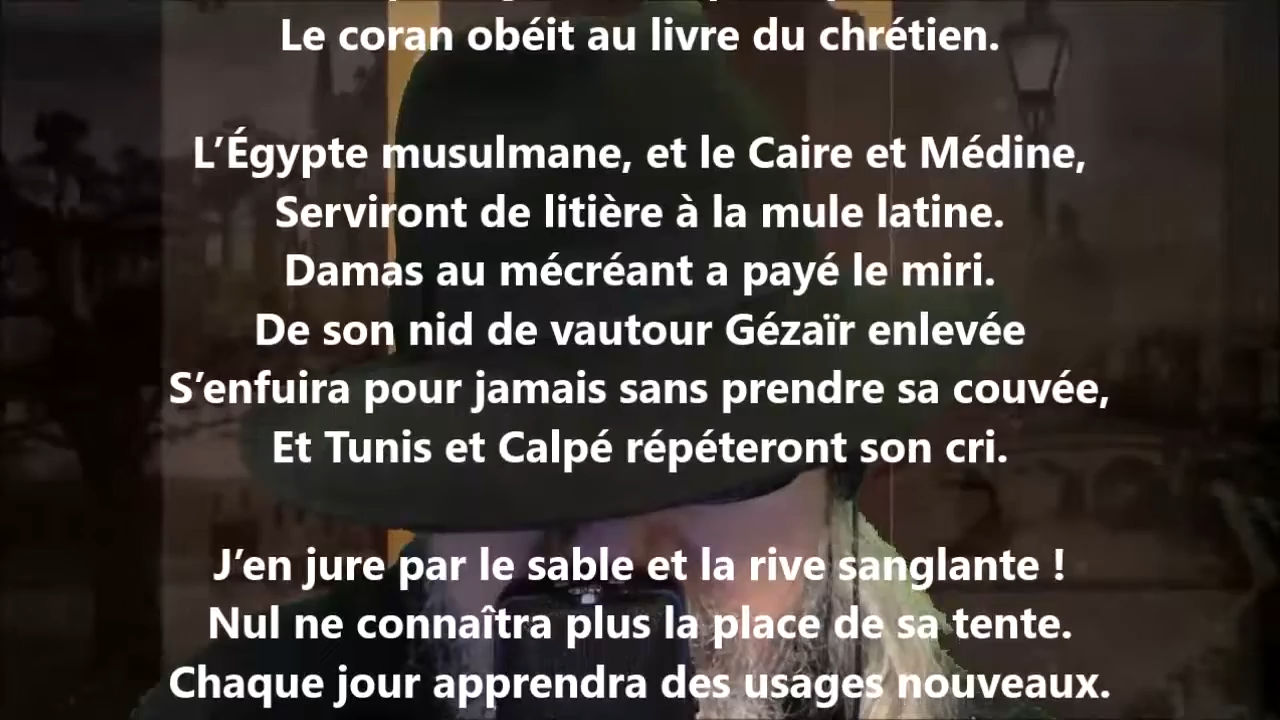 Le coran obéit au livre du chrétien.
L’Égypte musulmane, et le Caire et Médine,
Serviront de litière à la mule latine.
Damas au mécréant a payé le miri.
De son nid de vautour Gézaïr enlevée
S’enfuira pour jamais sans prendre sa couvée,
Et Tunis et Calpé répéteront son cri.
J’en jure par le sable et la rive sanglante !
Nul ne connaîtra plus la place de sa tente.
Chaque jour apprendra des usages nouveaux.